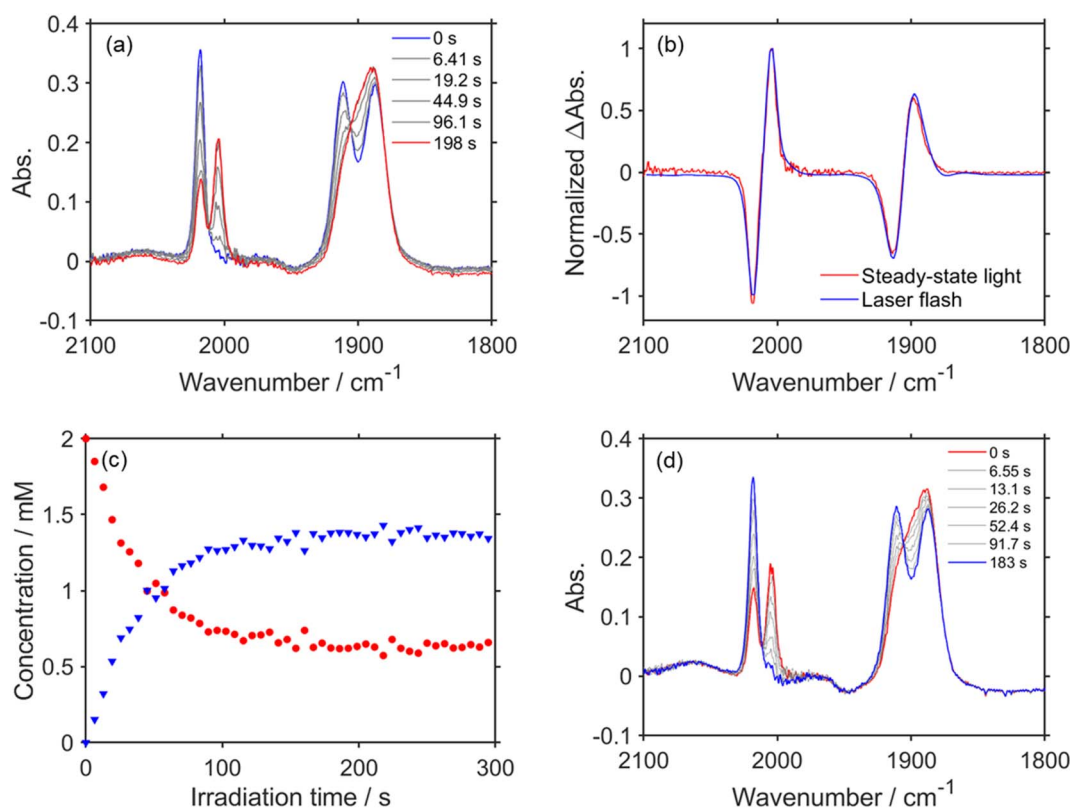 (a)
0 s
6.41 s
19.2 s
44.9 s
96.1 s
198 s
0.4
0.3
0.2
0.1
0
-0.1
Abs.
2100
2000
1900
1800
Wavenumber / cm⁻¹
(b)
1
0.5
0
-0.5
-1
Normalized ΔAbs.
Steady-state light
Laser flash
2100
2000
1900
1800
Wavenumber / cm⁻¹
(c)
2
1.5
1
0.5
0
Concentration / mM
0
100
200
300
Irradiation time / s
(d)
0 s
6.55 s
13.1 s
26.2 s
52.4 s
91.7 s
183 s
0.4
0.3
0.2
0.1
0
-0.1
Abs.
2100
2000
1900
1800
Wavenumber / cm⁻¹